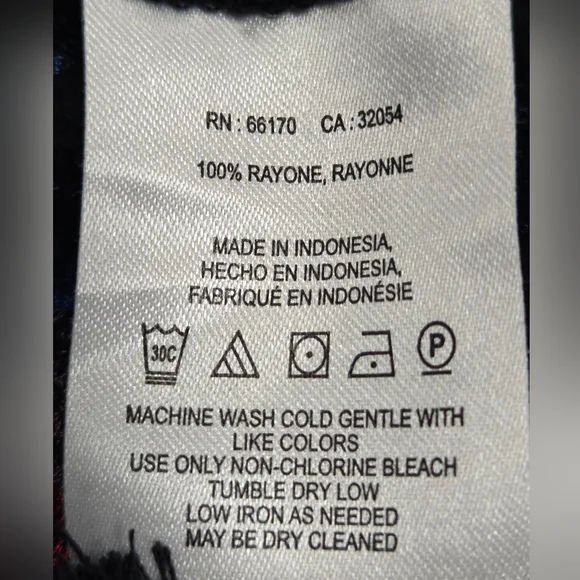 RN : 66170 CA : 32054
100% RAYONE, RAYONNE
MADE IN INDONESIA,
HECHO EN INDONESIA,
FABRIQUÉ EN INDONÉSIE
30C P
MACHINE WASH COLD GENTLE WITH
LIKE COLORS
USE ONLY NON-CHLORINE BLEACH
TUMBLE DRY LOW
LOW IRON AS NEEDED
MAY BE DRY CLEANED